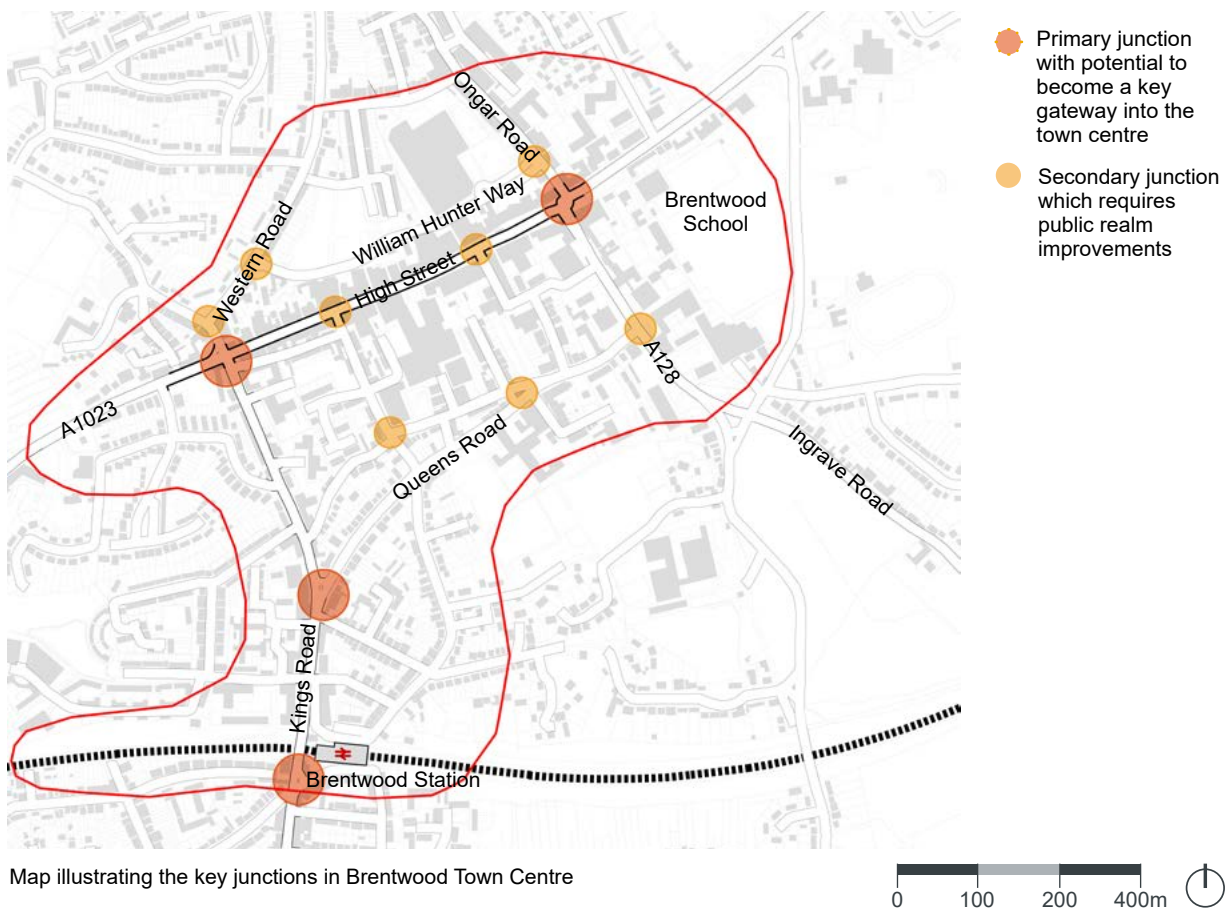 Ongar Road
William Hunter Way
Brentwood
School
Western Road
High Street
A128
A1023
Queens Road
Ingrave Road
Kings Road
Brentwood Station
Primary junction
with potential to
become a key
gateway into the
town centre
Secondary junction
which requires
public realm
improvements
Map illustrating the key junctions in Brentwood Town Centre
0 100 200 400m